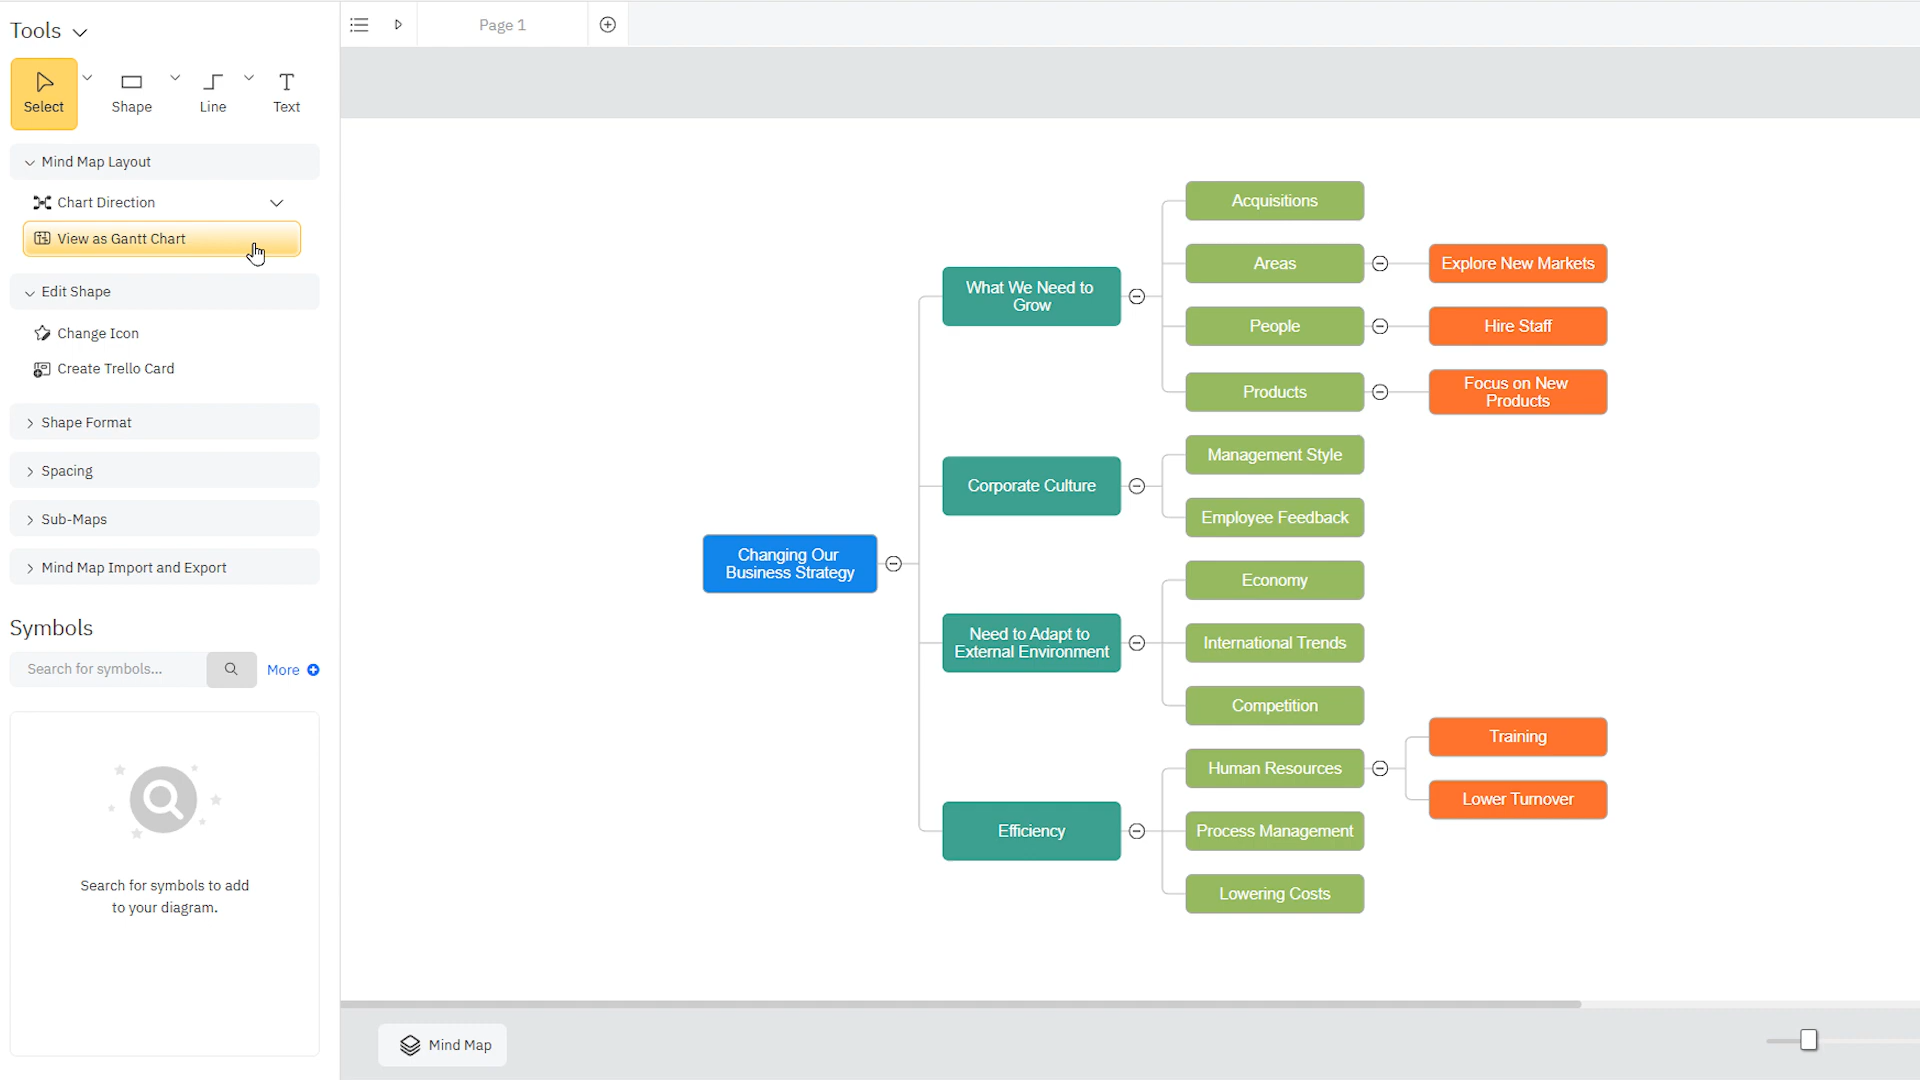 Tools
Page 1
Select
Shape
Line
Text
Mind Map Layout
Chart Direction
View as Gantt Chart
Edit Shape
Change Icon
Create Trello Card
Shape Format
Spacing
Sub-Maps
Mind Map Import and Export
Symbols
Search for symbols...
More
Search for symbols to add
to your diagram.
Changing Our
Business Strategy
What We Need to
Grow
Acquisitions
Areas
Explore New Markets
People
Hire Staff
Products
Focus on New
Products
Corporate Culture
Management Style
Employee Feedback
Need to Adapt to
External Environment
Economy
International Trends
Competition
Efficiency
Human Resources
Training
Lower Turnover
Process Management
Lowering Costs
Mind Map